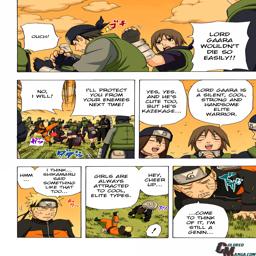 OUCH!
LORD
GAARA
WOULDN'T
DIE SO
EASILY!!
NO,
I WILL!
I'LL PROTECT
YOU FROM
YOUR ENEMIES
NEXT TIME!
YES, YES.
AND HE'S
CUTE TOO,
BUT HE'S
KAZEKAGE...
LORD GAARA IS
A SILENT, COOL,
STRONG AND
HANDSOME
ELITE WARRIOR!
HMM
I THINK...
SHIKAMARU
SAID
SOMETHING
LIKE THAT
TOO...
GIRLS ARE
ALWAYS
ATTRACTED
TO COOL,
ELITE TYPES.
HEY,
CHEER
UP...
...COME
TO THINK
OF IT, I'M
STILL A
GENIN...
COLORED
MANGA.COM